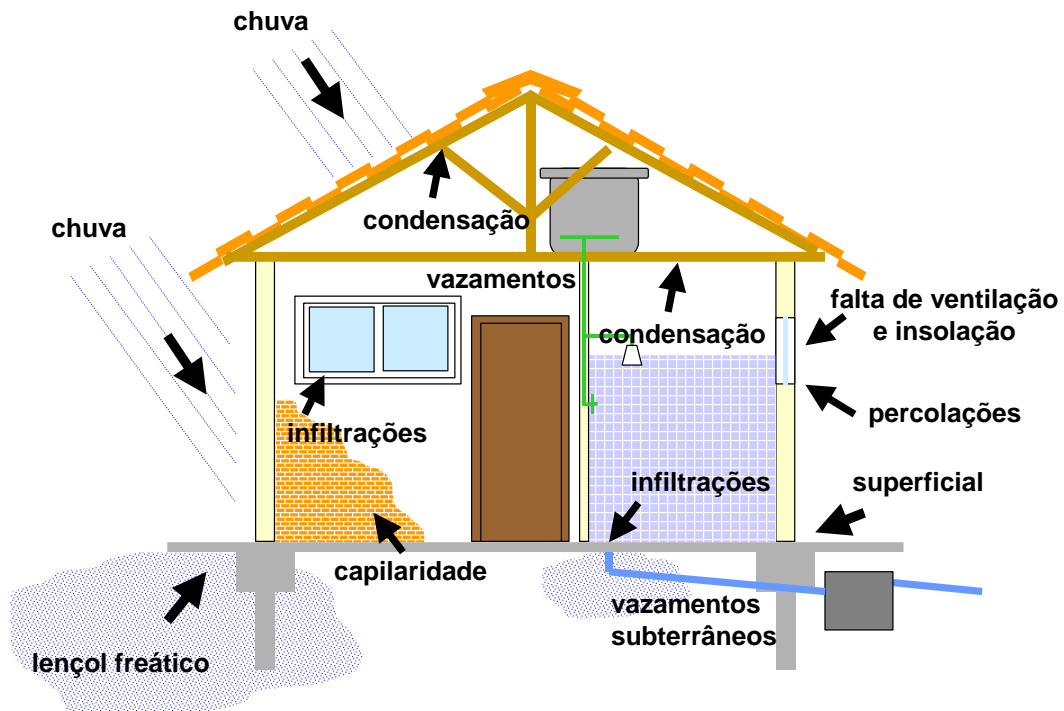 chuva
chuva
condensação
vazamentos
condensação
falta de ventilação
e insolação
infiltrações
percolações
infiltrações
superficial
capilaridade
vazamentos
subterrâneos
lençol freático